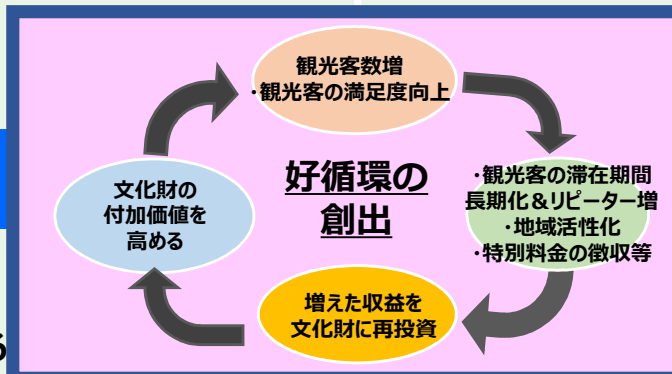 観光客数増
・観光客の満足度向上
好循環の
創出
・観光客の滞在期間
長期化&リピーター増
・地域活性化
・特別料金の徴収等
文化財の
付加価値を
高める
増えた収益を
文化財に再投資